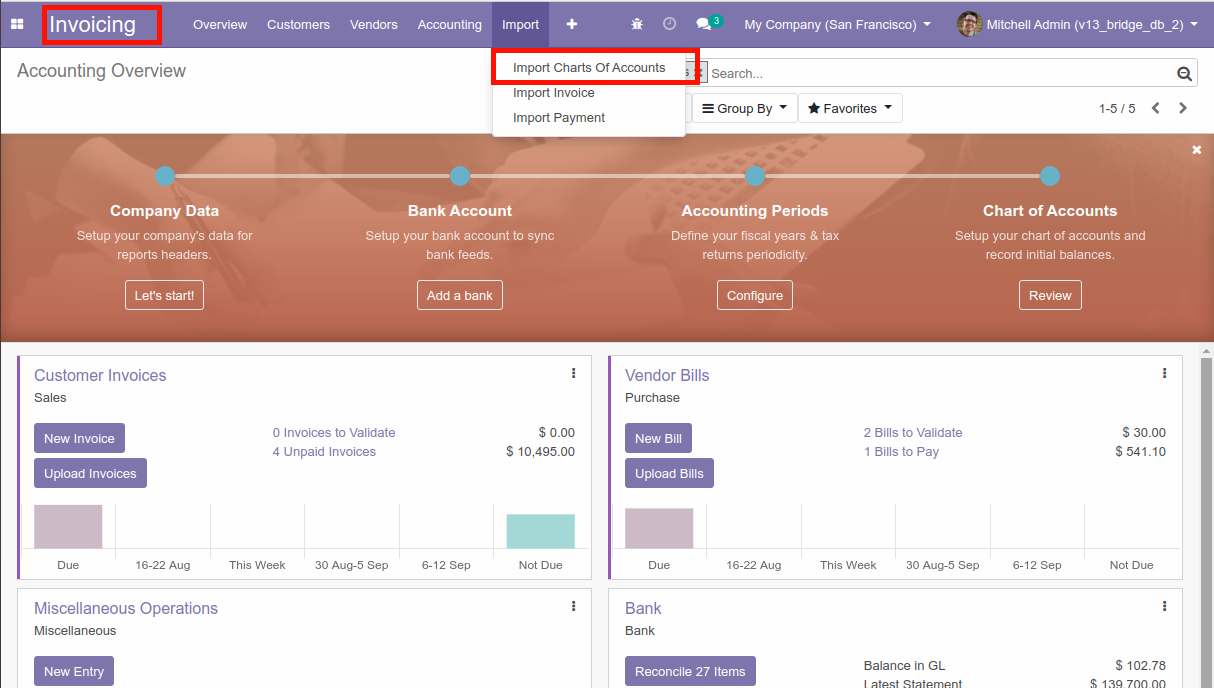 Invoicing Overview Customers Vendors Accounting Import 3 My Company (San Francisco) Mitchell Admin (v13_bridge_db_2)
Accounting Overview
Import Charts Of Accounts
Import Invoice
Import Payment
Search...
Group By Favorites 1-5 / 5
Company Data
Setup your company's data for
reports headers.
Let's start!
Bank Account
Setup your bank account to sync
bank feeds.
Add a bank
Accounting Periods
Define your fiscal years & tax
returns periodicity.
Configure
Chart of Accounts
Setup your chart of accounts and
record initial balances.
Review
Customer Invoices
Sales
New Invoice
Upload Invoices
0 Invoices to Validate $ 0.00
4 Unpaid Invoices $ 10,495.00
Due 16-22 Aug This Week 30 Aug-5 Sep 6-12 Sep Not Due
Vendor Bills
Purchase
New Bill
Upload Bills
2 Bills to Validate $ 30.00
1 Bills to Pay $ 541.10
Due 16-22 Aug This Week 30 Aug-5 Sep 6-12 Sep Not Due
Miscellaneous Operations
Miscellaneous
New Entry
Bank
Bank
Reconcile 27 Items
Balance in GL $ 102.78
Latest Statement $ 139,700.00